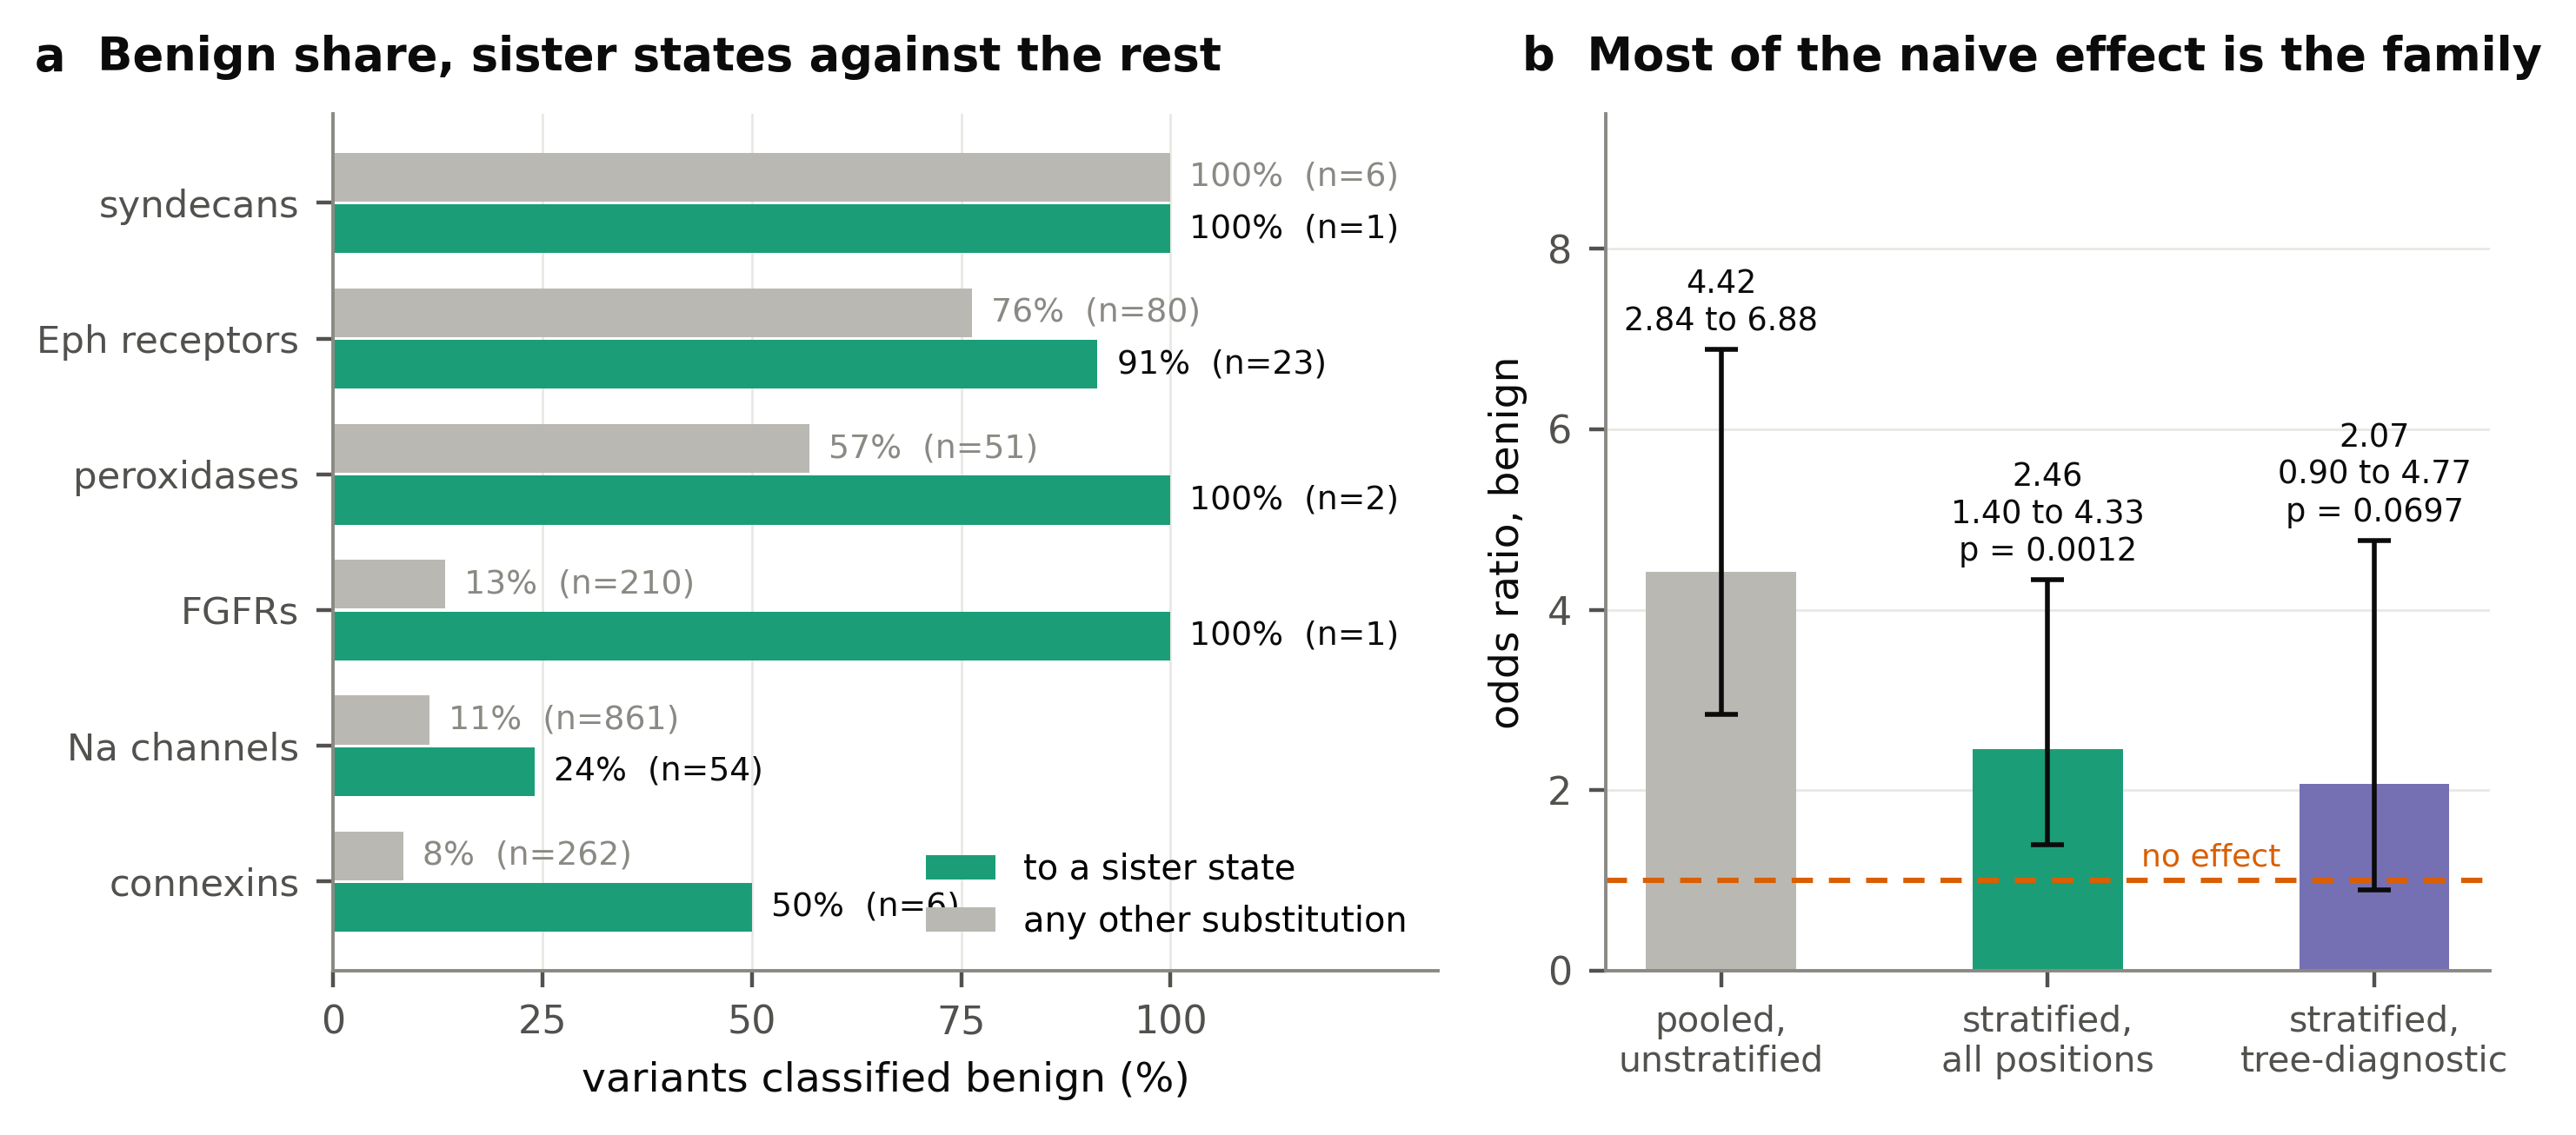 a Benign share, sister states against the rest
syndecans
100% (n=6)
100% (n=1)
Eph receptors
76% (n=80)
91% (n=23)
peroxidases
57% (n=51)
100% (n=2)
FGFRs
13% (n=210)
100% (n=1)
Na channels
11% (n=861)
24% (n=54)
connexins
8% (n=262)
50% (n=6)
to a sister state
any other substitution
0 25 50 75 100
variants classified benign (%)
b Most of the naive effect is the family
odds ratio, benign
8
6
4
2
0
4.42
2.84 to 6.88
2.46
1.40 to 4.33
p = 0.0012
2.07
0.90 to 4.77
p = 0.0697
no effect
pooled,
unstratified
stratified,
all positions
stratified,
tree-diagnostic